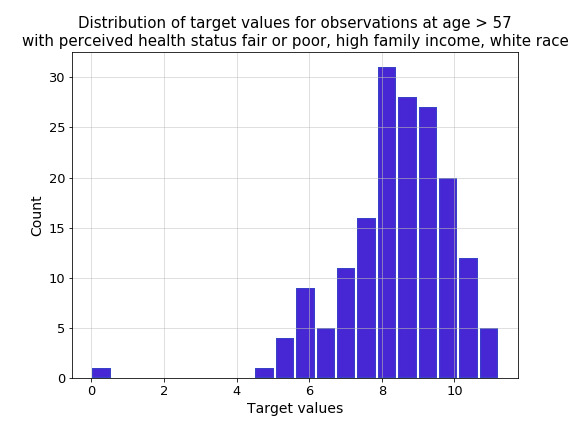 Distribution of target values for observations at age > 57
with perceived health status fair or poor, high family income, white race
30
25
20
15
10
5
0
Count
0 2 4 6 8 10
Target values